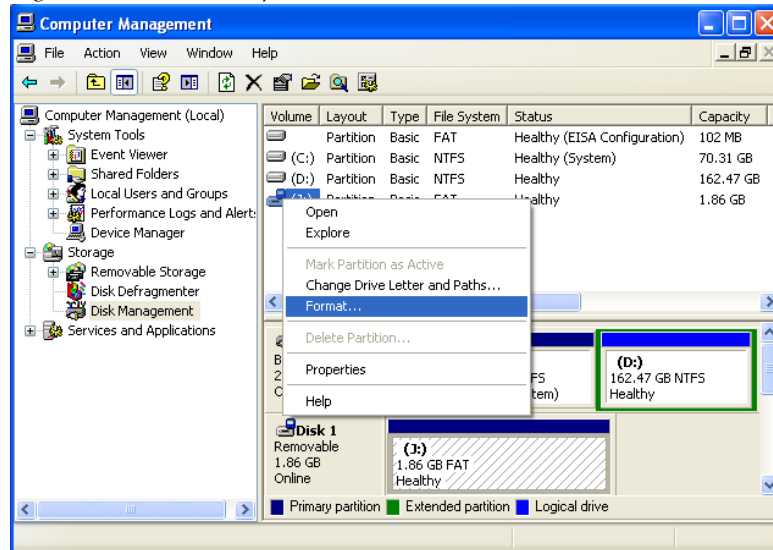 Computer Management
File Action View Window Help
Computer Management (Local)
System Tools
Event Viewer
Shared Folders
Local Users and Groups
Performance Logs and Alert
Device Manager
Storage
Removable Storage
Disk Defragmenter
Disk Management
Services and Applications
Volume Layout Type File System Status Capacity
Partition Basic FAT Healthy (EISA Configuration) 102 MB
(C:) Partition Basic NTFS Healthy (System) 70.31 GB
(D:) Partition Basic NTFS Healthy 162.47 GB
1.86 GB
Open
Explore
Mark Partition as Active
Change Drive Letter and Paths...
Format...
Delete Partition...
Properties
Help
(D:)
162.47 GB NTFS
Healthy
Disk 1
Removable
1.86 GB
Online
(J:)
1.86 GB FAT
Healthy
Primary partition Extended partition Logical drive